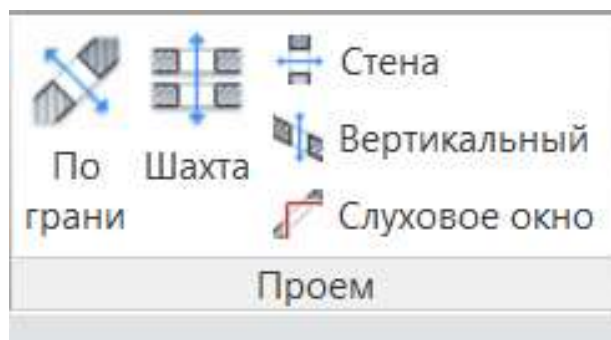 По
грани
Шахта
Стена
Вертикальный
Слуховое окно
Проем